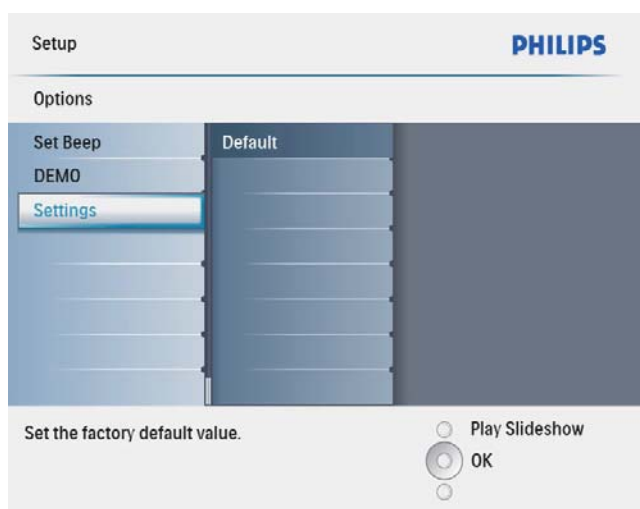 Setup PHILIPS
Options
Set Beep Default
DEMO
Settings
Set the factory default value.
Play Slideshow
OK